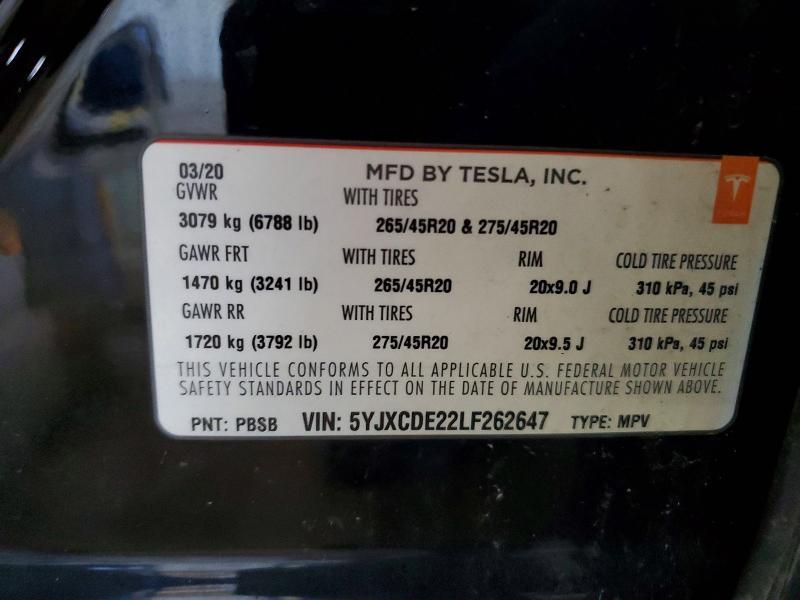 03/20 MFD BY TESLA, INC.
GVWR WITH TIRES
3079 kg (6788 lb) 265/45R20 & 275/45R20
GAWR FRT WITH TIRES RIM COLD TIRE PRESSURE
1470 kg (3241 lb) 265/45R20 20x9.0 J 310 kPa, 45 psi
GAWR RR WITH TIRES RIM COLD TIRE PRESSURE
1720 kg (3792 lb) 275/45R20 20x9.5 J 310 kPa, 45 psi
THIS VEHICLE CONFORMS TO ALL APPLICABLE U.S. FEDERAL MOTOR VEHICLE
SAFETY STANDARDS IN EFFECT ON THE DATE OF MANUFACTURE SHOWN ABOVE.
PNT: PBSB VIN: 5YJXCDE22LF262647 TYPE: MPV